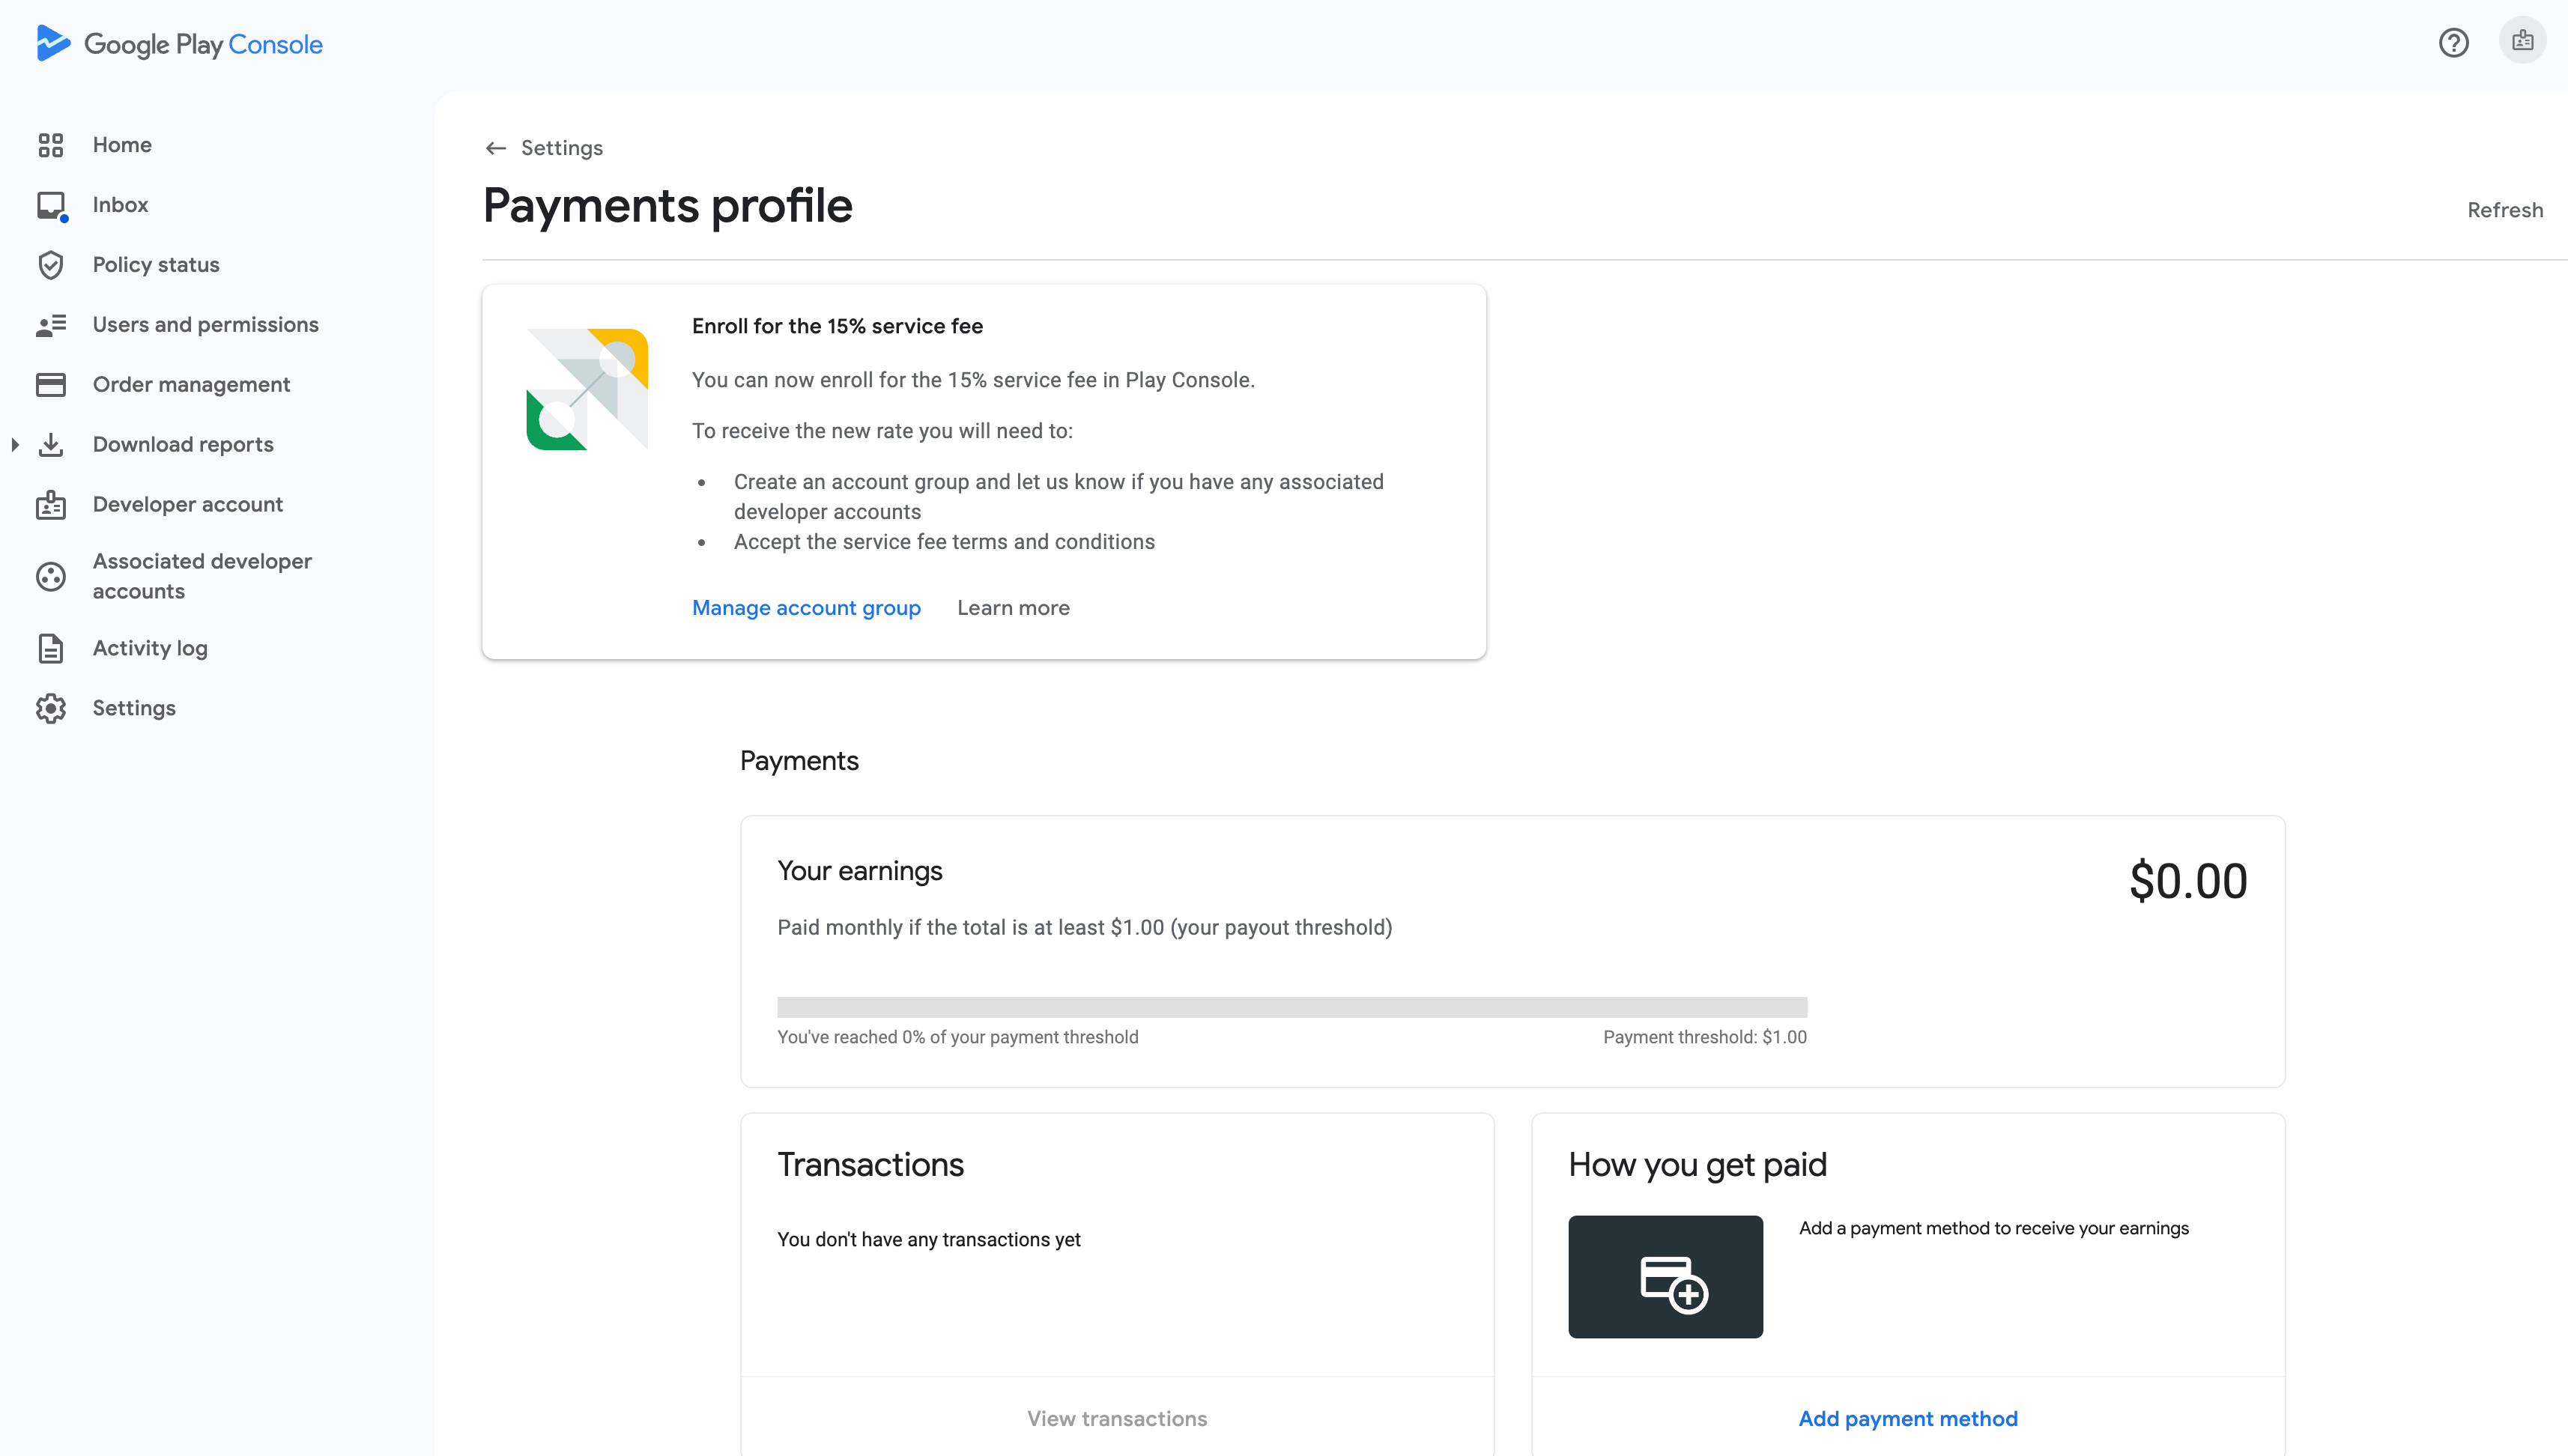 Google Play Console
Home
Inbox
Policy status
Users and permissions
Order management
Download reports
Developer account
Associated developer
accounts
Activity log
Settings
Settings
Payments profile
Refresh
Enroll for the 15% service fee
You can now enroll for the 15% service fee in Play Console.
To receive the new rate you will need to:
• Create an account group and let us know if you have any associated
developer accounts
• Accept the service fee terms and conditions
Manage account group Learn more
Payments
Your earnings
$0.00
Paid monthly if the total is at least $1.00 (your payout threshold)
You've reached 0% of your payment threshold
Payment threshold: $1.00
Transactions
You don't have any transactions yet
View transactions
How you get paid
Add a payment method to receive your earnings
Add payment method